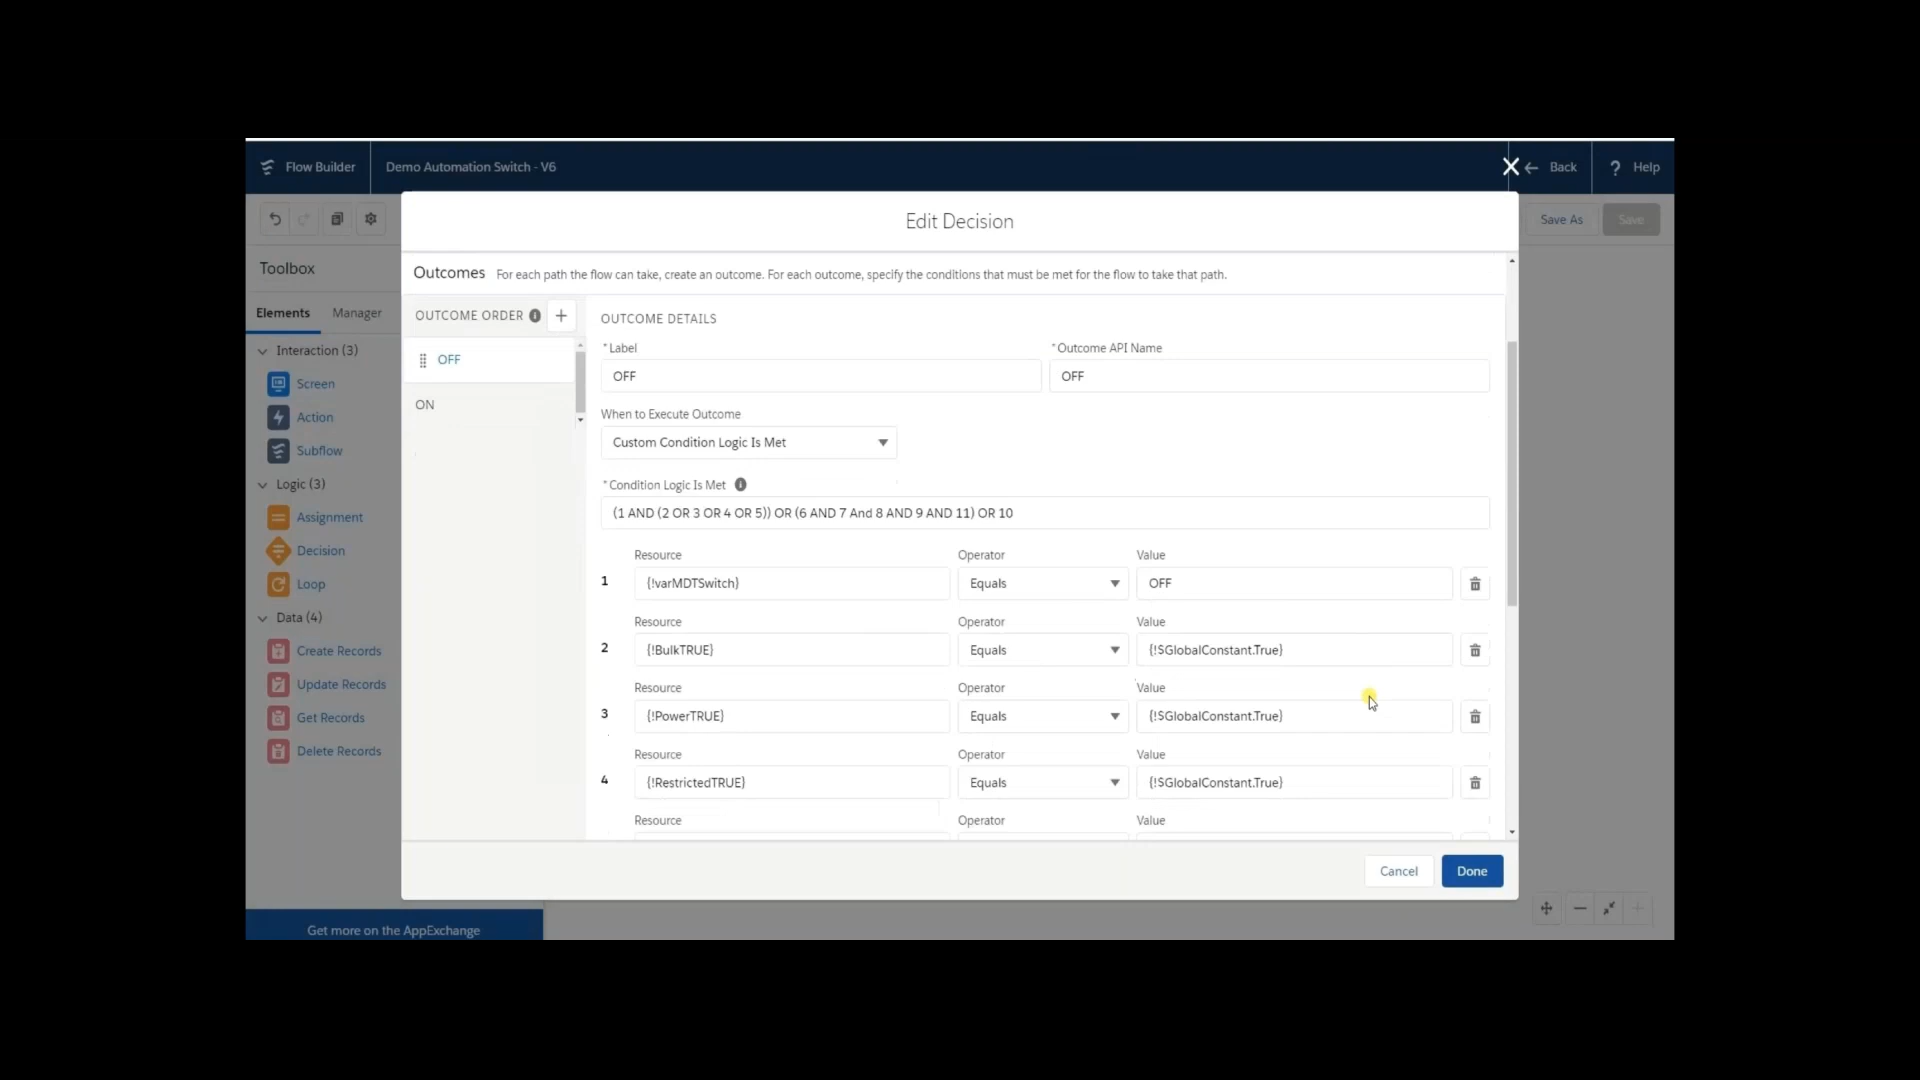 Flow Builder
Demo Automation Switch - V6
Back
Help
Save As
Save
Edit Decision
Toolbox
Elements
Manager
Interaction (3)
Screen
Action
Subflow
Logic (3)
Assignment
Decision
Loop
Data (4)
Create Records
Update Records
Get Records
Delete Records
Get more on the AppExchange
Outcomes For each path the flow can take, create an outcome. For each outcome, specify the conditions that must be met for the flow to take that path.
OUTCOME ORDER
OFF
ON
OUTCOME DETAILS
*Label
*Outcome API Name
OFF
OFF
When to Execute Outcome
Custom Condition Logic Is Met
*Condition Logic Is Met
(1 AND (2 OR 3 OR 4 OR 5)) OR (6 AND 7 And 8 AND 9 AND 11) OR 10
Resource Operator Value
1 {!varMDTSwitch} Equals OFF
Resource Operator Value
2 {!BulkTRUE} Equals {!$GlobalConstant.True}
Resource Operator Value
3 {!PowerTRUE} Equals {!$GlobalConstant.True}
Resource Operator Value
4 {!RestrictedTRUE} Equals {!$GlobalConstant.True}
Resource Operator Value
Cancel
Done